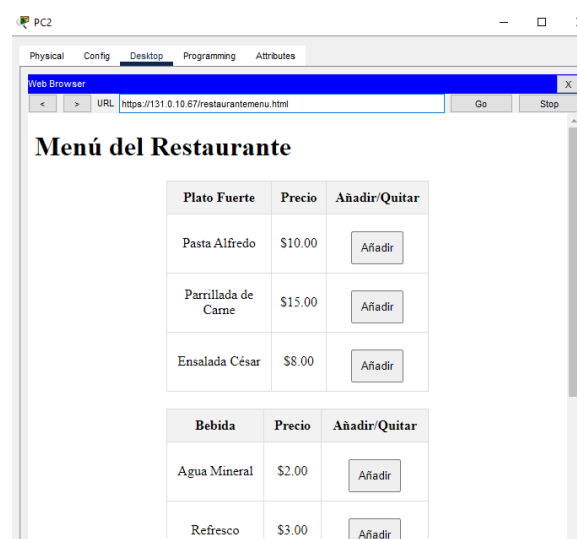 PC2
Physical Config Desktop Programming Attributes
Web Browser X
< > URL https://131.0.10.67/restaurantemenu.html Go Stop
Menú del Restaurante
Plato Fuerte Precio Añadir/Quitar
Pasta Alfredo $10.00 Añadir
Parrillada de
Carne $15.00 Añadir
Ensalada César $8.00 Añadir
Bebida Precio Añadir/Quitar
Agua Mineral $2.00 Añadir
Refresco $3.00 Añadir